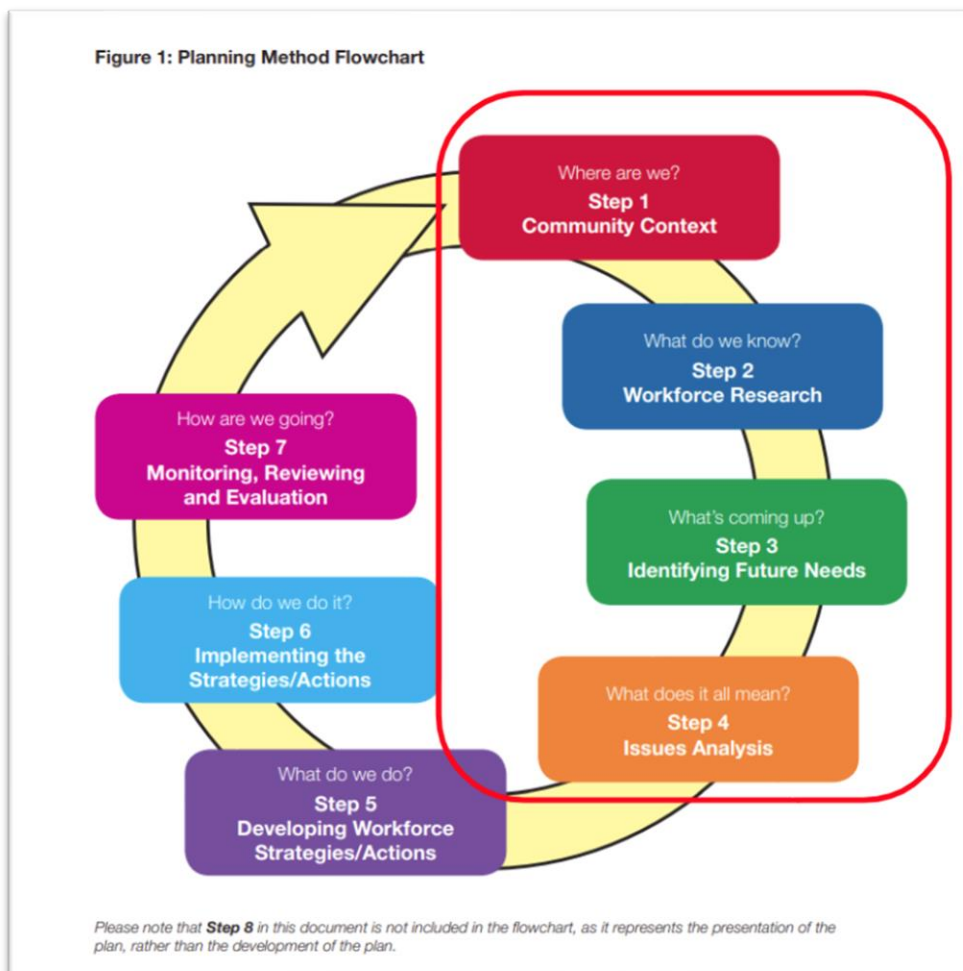 Figure 1: Planning Method Flowchart
Where are we?
Step 1
Community Context
What do we know?
Step 2
Workforce Research
What's coming up?
Step 3
Identifying Future Needs
What does it all mean?
Step 4
Issues Analysis
What do we do?
Step 5
Developing Workforce
Strategies/Actions
How do we do it?
Step 6
Implementing the
Strategies/Actions
How are we going?
Step 7
Monitoring, Reviewing
and Evaluation
Please note that Step 8 in this document is not included in the flowchart, as it represents the presentation of the
plan, rather than the development of the plan.